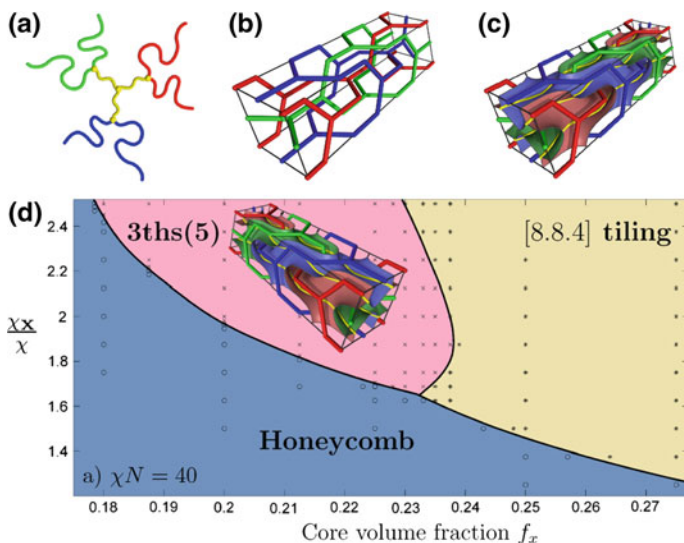 (a)
(b)
(c)
(d)
3ths(5)
[8.8.4] tiling
Honeycomb
a) χN = 40
χx
χ
2.4
2.2
2
1.8
1.6
1.4
0.18 0.19 0.2 0.21 0.22 0.23 0.24 0.25 0.26 0.27
Core volume fraction fx